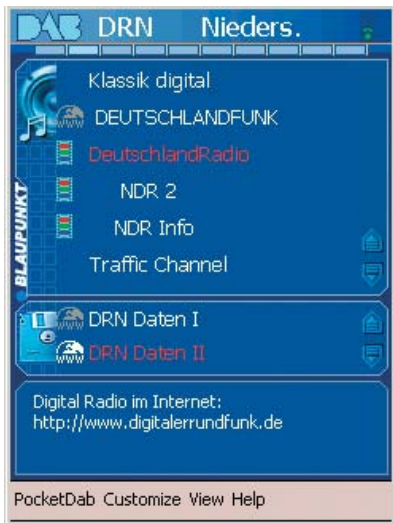 DAB DRN Nieders.
Klassik digital
DEUTSCHLANDFUNK
DeutschlandRadio
NDR 2
NDR Info
Traffic Channel
BLAUPUNKT
DRN Daten I
DRN Daten II
Digital Radio im Internet:
http://www.digitalerrundfunk.de
PocketDab Customize View Help